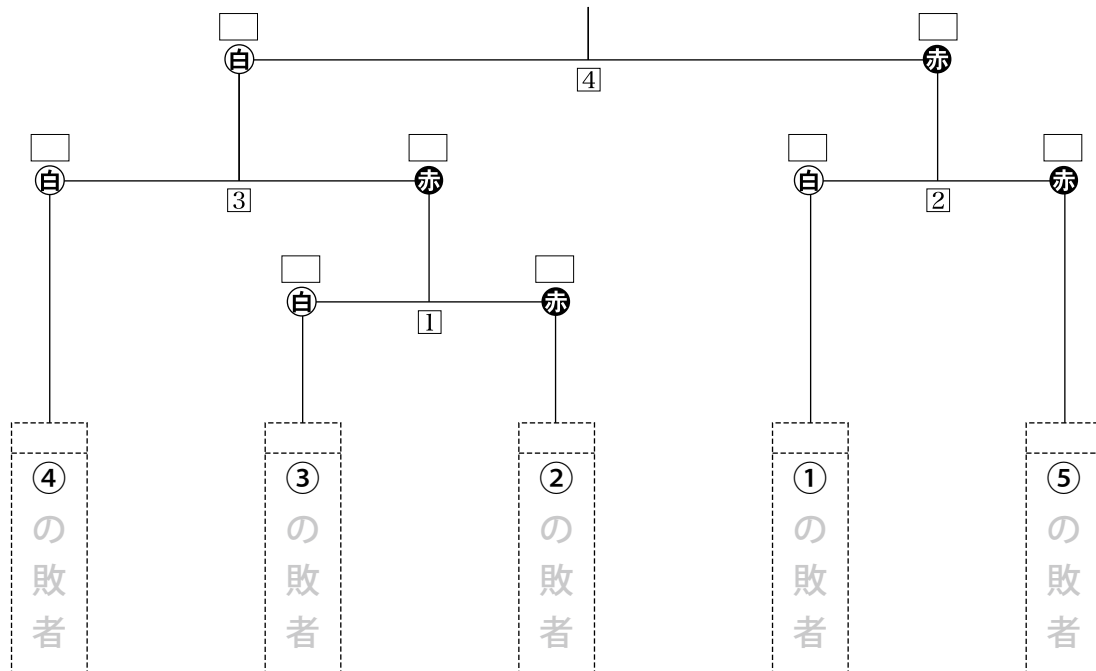 白 赤
4
白 赤 白 赤
3 2
白 赤
1
④の敗者
③の敗者
②の敗者
①の敗者
⑤の敗者